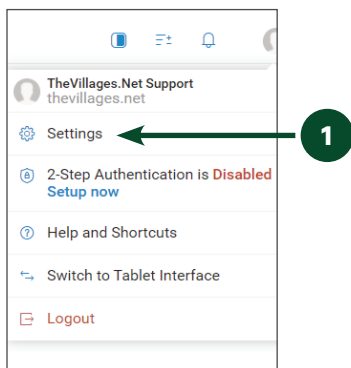 TheVillages.Net Support
thevillages.net
Settings
1
2-Step Authentication is Disabled
Setup now
Help and Shortcuts
Switch to Tablet Interface
Logout